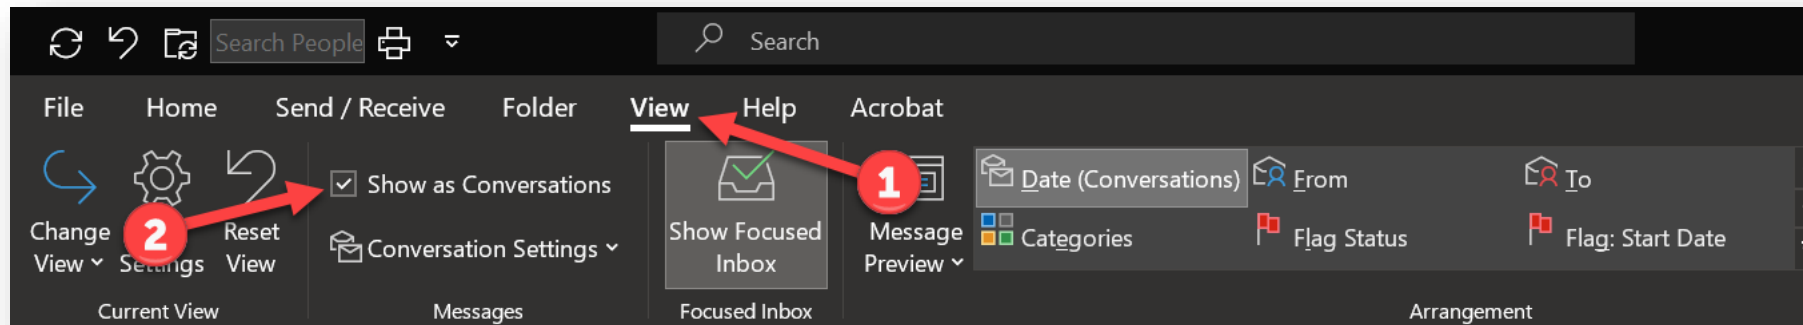 Search People
Search
File Home Send / Receive Folder View Help Acrobat
1
2
Change
View
Settings
Reset
View
Current View
Show as Conversations
Conversation Settings
Messages
Show Focused
Inbox
Focused Inbox
Message
Preview
Date (Conversations) From To
Categories Flag Status Flag: Start Date
Arrangement